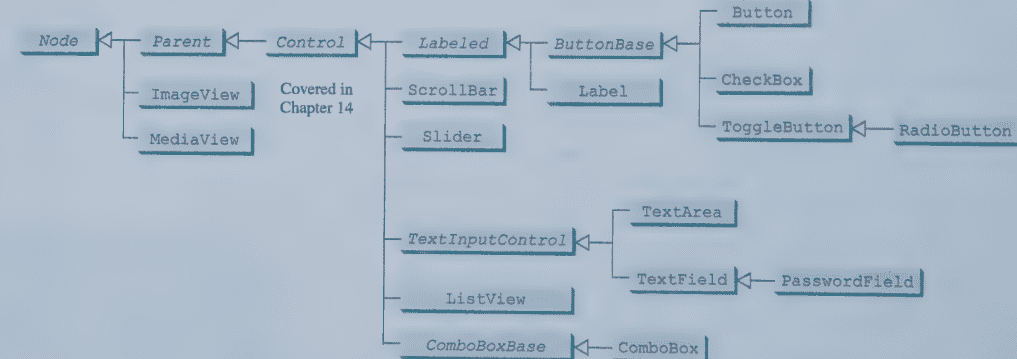 Button
Node
Parent
Control
Labeled
ButtonBase
ImageView
Covered in
Chapter 14
ScrollBar
Label
CheckBox
MediaView
Slider
ToggleButton
RadioButton
TextArea
TextInputControl
TextField
PasswordField
ListView
ComboBoxBase
ComboBox